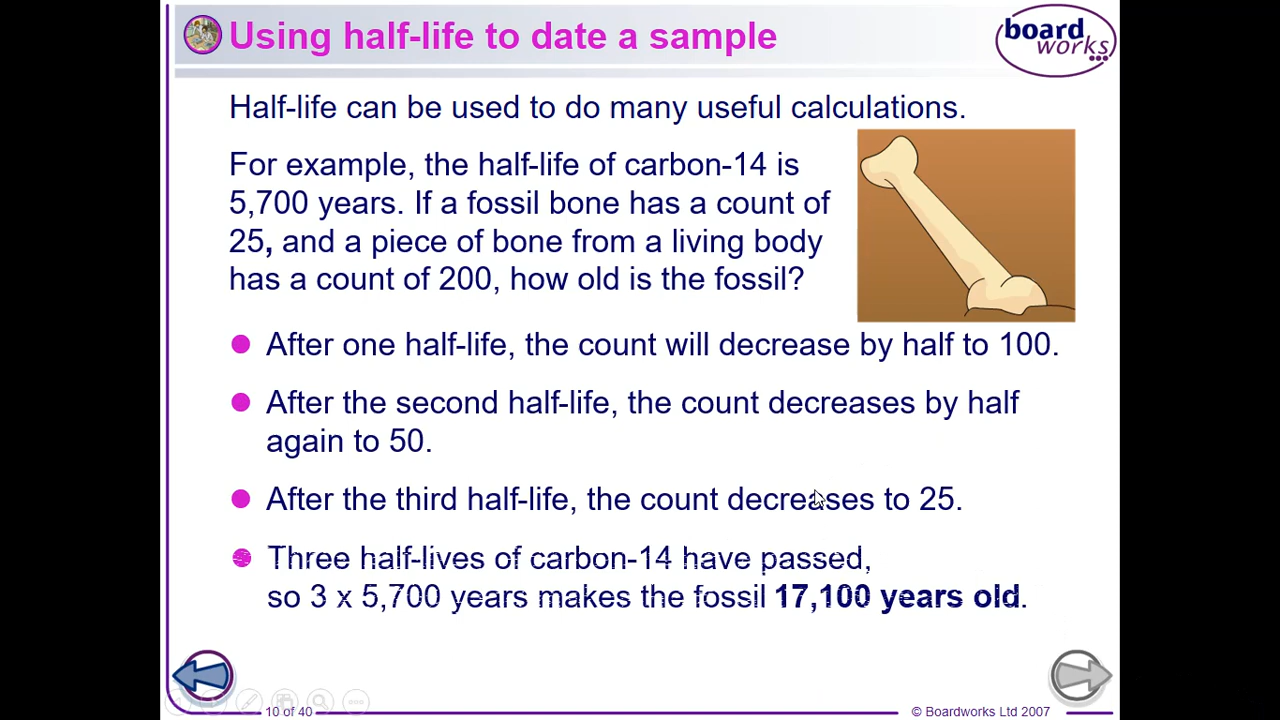 Using half-life to date a sample
board
works
Half-life can be used to do many useful calculations.
For example, the half-life of carbon-14 is
5,700 years. If a fossil bone has a count of
25, and a piece of bone from a living body
has a count of 200, how old is the fossil?
After one half-life, the count will decrease by half to 100.
After the second half-life, the count decreases by half
again to 50.
After the third half-life, the count decreases to 25.
Three half-lives of carbon-14 have passed,
so 3 x 5,700 years makes the fossil 17,100 years old.
10 of 40
© Boardworks Ltd 2007